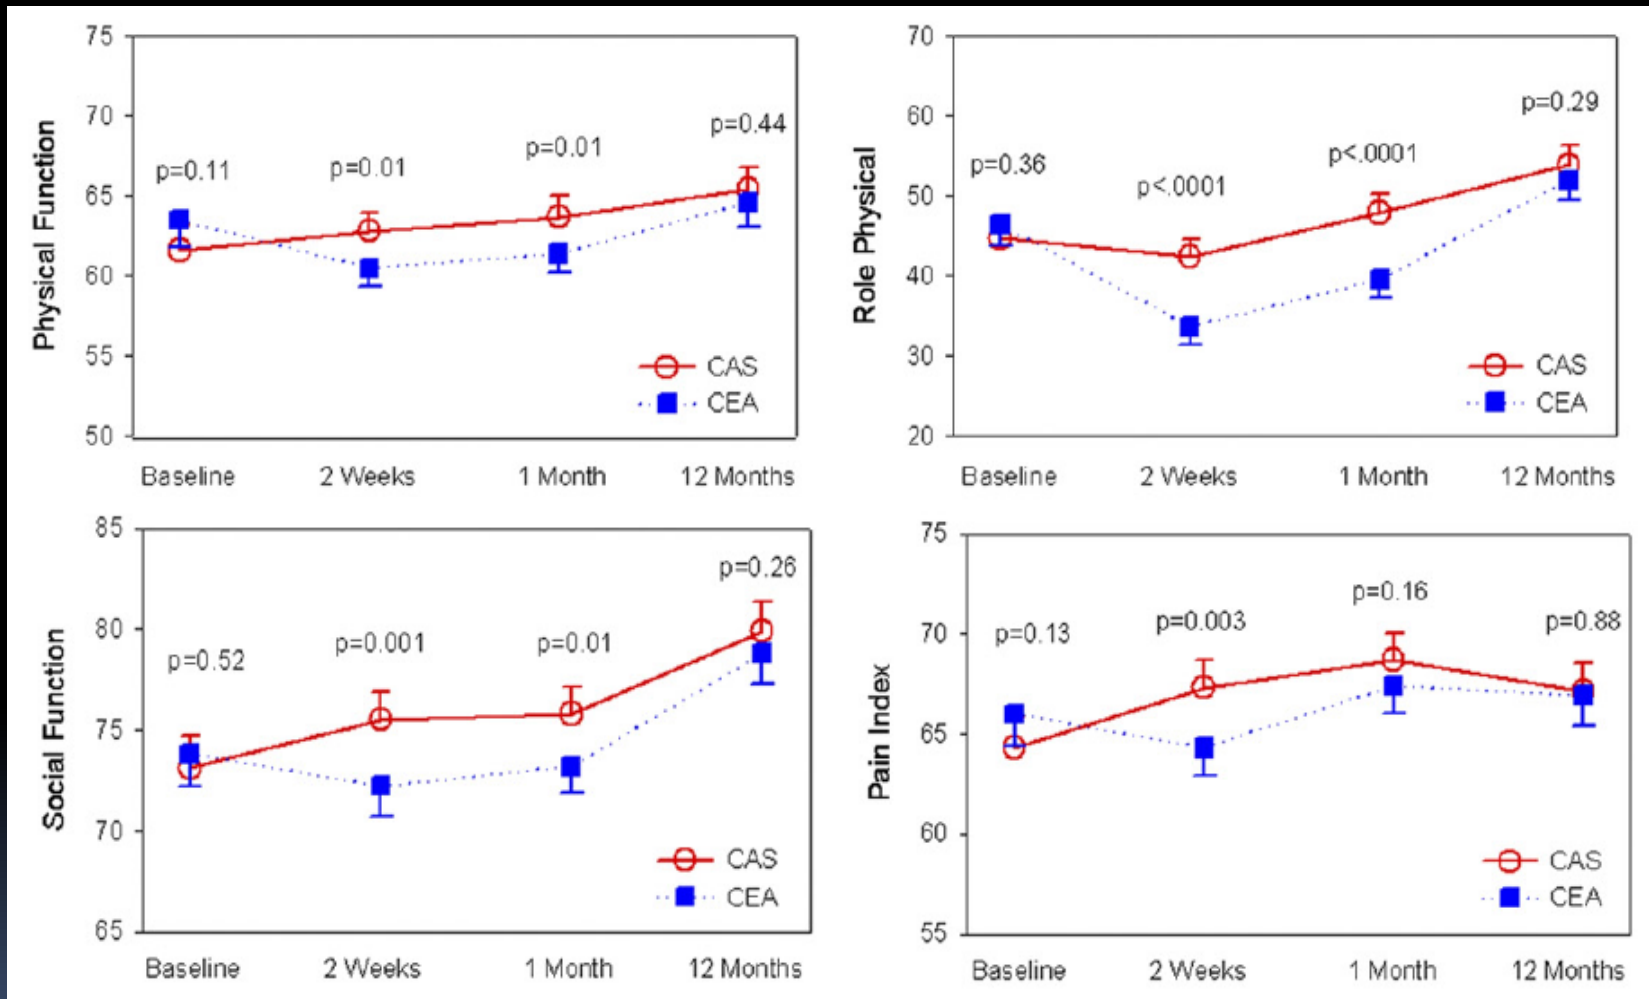 Physical Function
75
70
65
60
55
50
p=0.11
p=0.01
p=0.01
p=0.44
CAS
CEA
Baseline
2 Weeks
1 Month
12 Months
Role Physical
70
60
50
40
30
20
p=0.36
p<.0001
p<.0001
p=0.29
CAS
CEA
Baseline
2 Weeks
1 Month
12 Months
Social Function
85
80
75
70
65
p=0.52
p=0.001
p=0.01
p=0.26
CAS
CEA
Baseline
2 Weeks
1 Month
12 Months
Pain Index
75
70
65
60
55
p=0.13
p=0.003
p=0.16
p=0.88
CAS
CEA
Baseline
2 Weeks
1 Month
12 Months